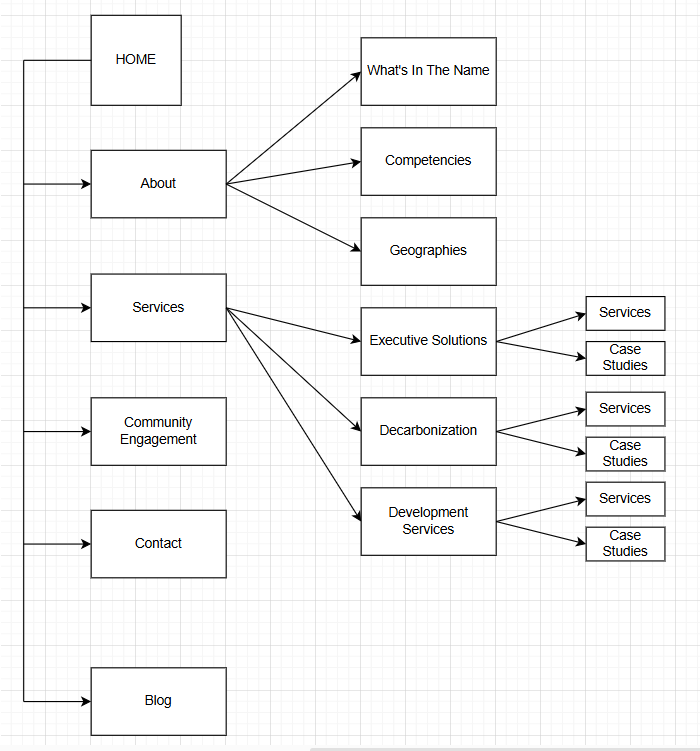 HOME
What's In The Name
About
Competencies
Geographies
Services
Executive Solutions
Services
Case
Studies
Community
Engagement
Decarbonization
Services
Case
Studies
Contact
Development
Services
Services
Case
Studies
Blog